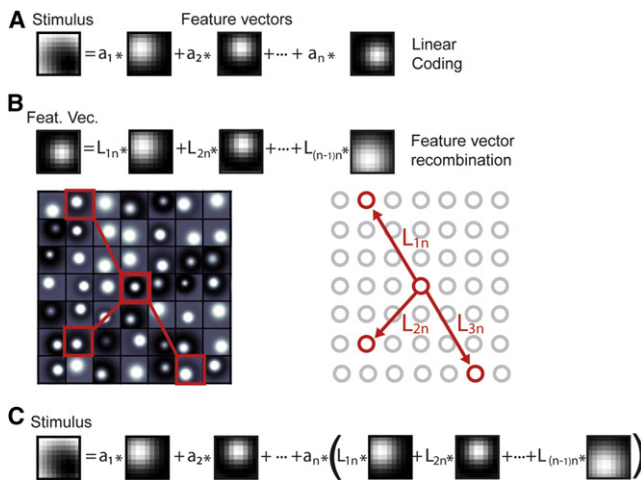 A
Stimulus Feature vectors
= a1* + a2* + ··· + an* Linear Coding
B
Feat. Vec.
= L1n* + L2n* + ··· + L(n-1)n* Feature vector recombination
L1n
L2n L3n
C
Stimulus
= a1* + a2* + ··· + an* ( L1n* + L2n* + ··· + L(n-1)n* )